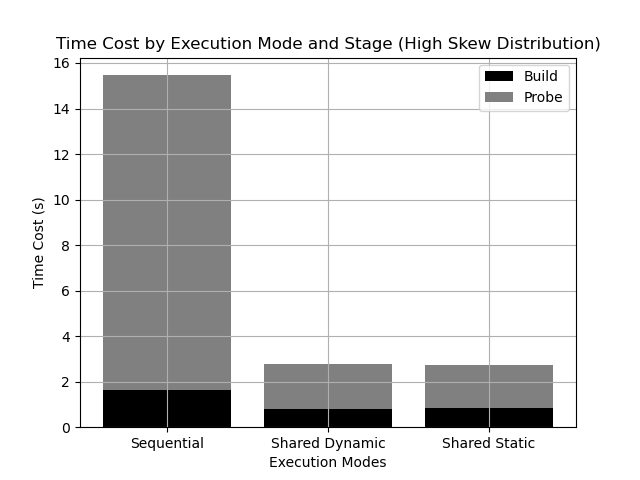 Time Cost by Execution Mode and Stage (High Skew Distribution)
Build
Probe
16
14
12
10
8
6
4
2
0
Time Cost (s)
Sequential
Shared Dynamic
Shared Static
Execution Modes